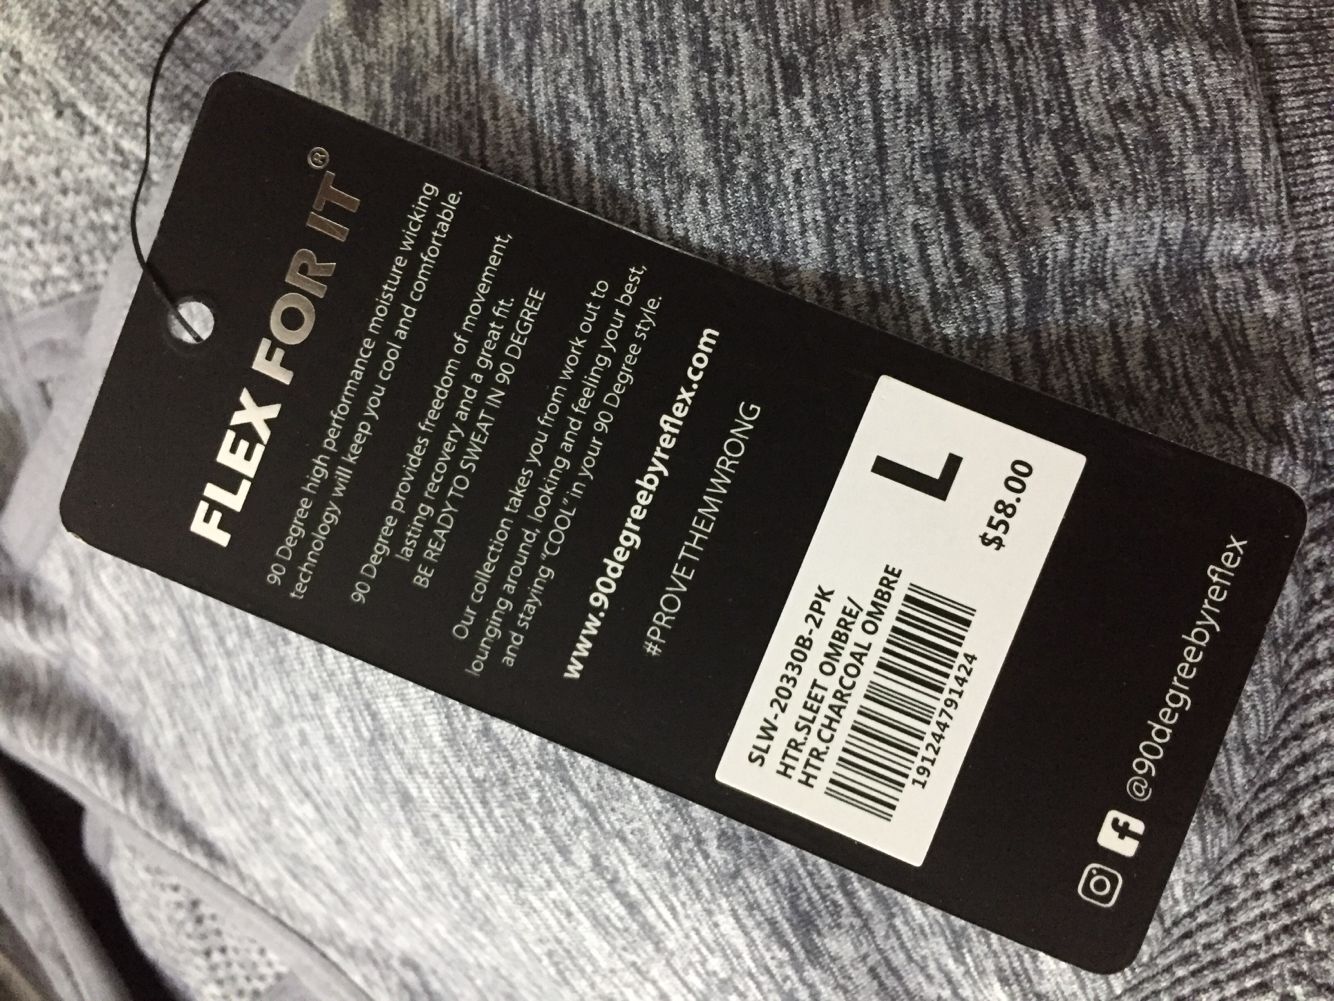 FLEX FOR IT®
90 Degree high performance moisture wicking
technology will keep you cool and comfortable.
90 Degree provides freedom of movement,
lasting recovery and a great fit.
BE READY TO SWEAT IN 90 DEGREE
Our collection takes you from work out to
lounging around, looking and feeling your best,
and staying "COOL" in your 90 Degree style.
www.90degreebyreflex.com
#PROVETHEMWRONG
SLW-20330B-2PK
HTR.SLEET OMBRE/
HTR.CHARCOAL OMBRE
191244791424
L
$58.00
@90degreebyreflex